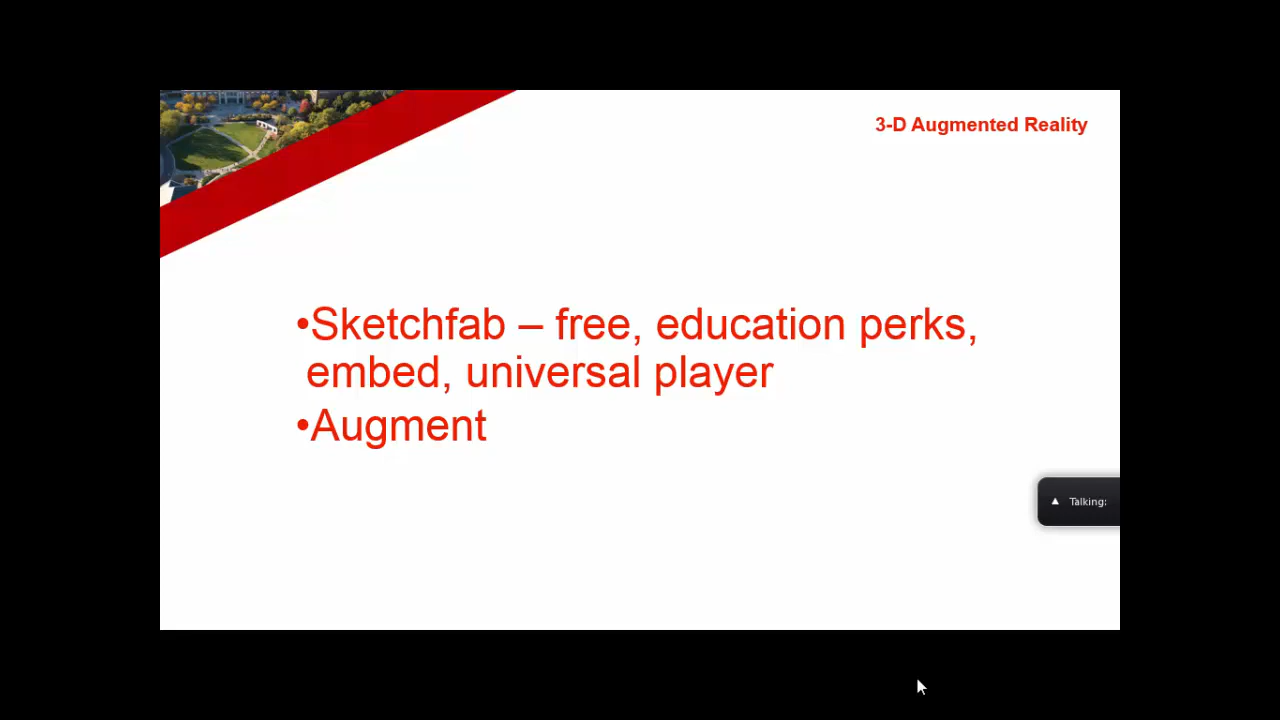 3-D Augmented Reality
•Sketchfab – free, education perks,
embed, universal player
•Augment
Talking: